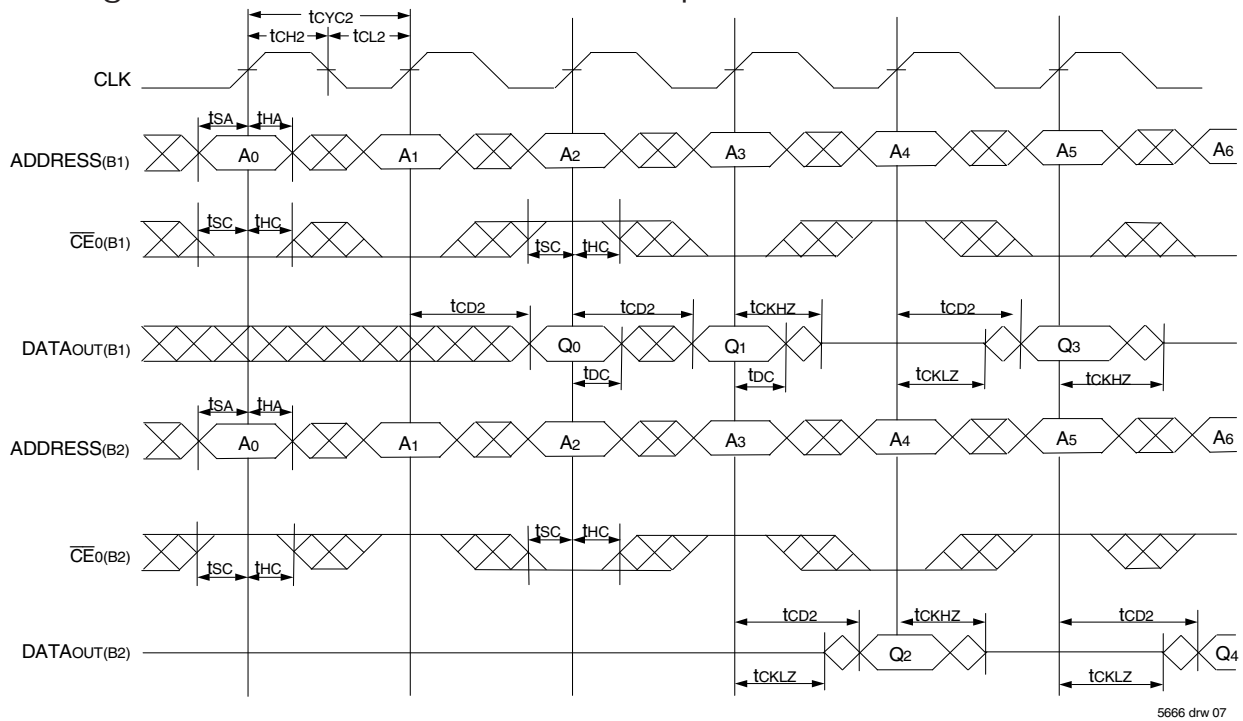 tCYC2
tCH2 tCL2
CLK
tSA tHA
ADDRESS(B1) A0 A1 A2 A3 A4 A5 A6
tSC tHC
CE0(B1)
tSC tHC
tCD2 tCD2 tCKHZ tCD2
DATAOUT(B1) Q0 Q1 Q3
tDC tDC tCKLZ tCKHZ
tSA tHA
ADDRESS(B2) A0 A1 A2 A3 A4 A5 A6
tSC tHC
CE0(B2)
tSC tHC
tCD2 tCKHZ tCD2
DATAOUT(B2) Q2 Q4
tCKLZ tCKLZ
5666 drw 07